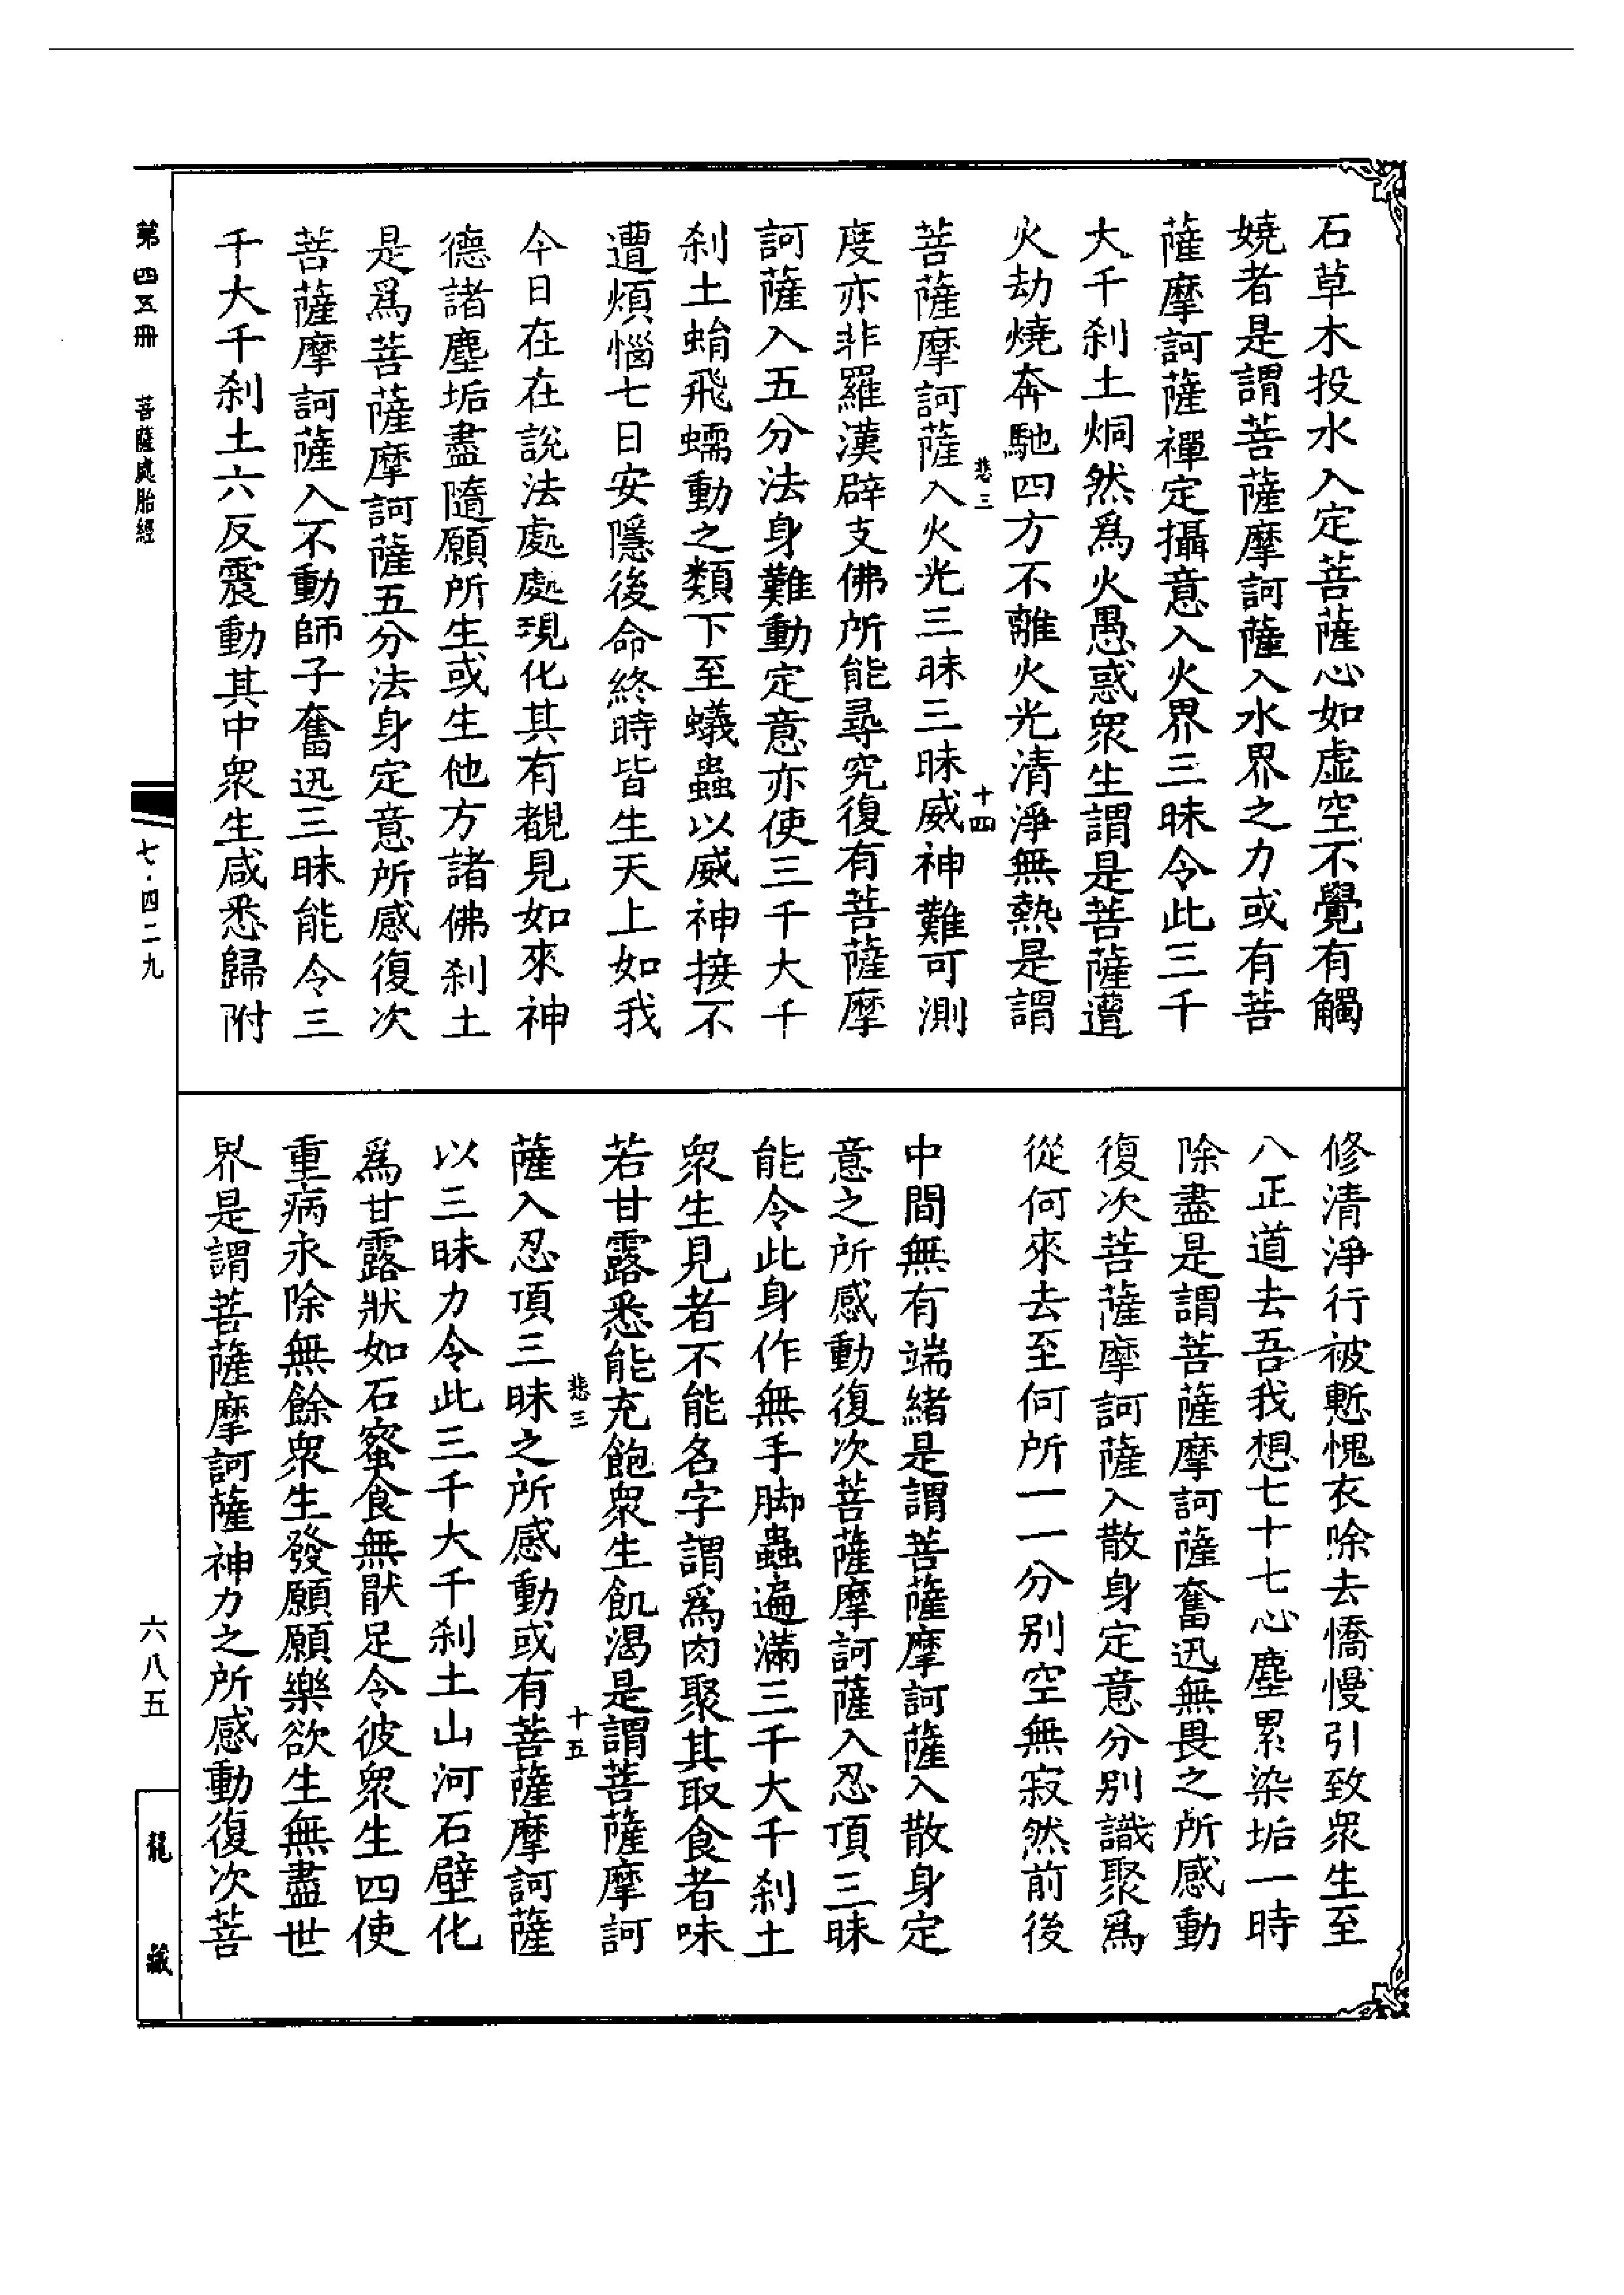 石草木投水入定菩薩心如虛空不覺有觸
嬈者是謂菩薩摩訶薩入水界之力或有菩
薩摩訶薩禪定攝意入火界三昧令此三千
大千刹土烔然爲火愚惑衆生謂是菩薩遭
火劫燒奔馳四方不離火光清淨無熱是謂
悲三 十四
菩薩摩訶薩入火光三昧三昧威神難可測
度亦非羅漢辟支佛所能尋究復有菩薩摩
訶薩入五分法身難動定意亦使三千大千
刹土蜎飛蠕動之類下至蟻蟲以威神接不
遭煩惱七日安隱後命終時皆生天上如我
今日在在說法處處現化其有覩見如來神
德諸塵垢盡隨願所生或生他方諸佛刹土
是爲菩薩摩訶薩五分法身定意所感復次
菩薩摩訶薩入不動師子奮迅三昧能令三
千大千刹土六反震動其中衆生咸悉歸附
修清淨行被慙愧衣除去憍慢引致衆生至
八正道去吾我想七十七心塵累染垢一時
除盡是謂菩薩摩訶薩奮迅無畏之所感動
復次菩薩摩訶薩入散身定意分別識聚爲
從何來去至何所一一分別空無寂然前後
中間無有端緒是謂菩薩摩訶薩入散身定
意之所感動復次菩薩摩訶薩入忍頂三昧
能令此身作無手脚蟲遍滿三千大千刹土
衆生見者不能名字謂爲肉聚其取食者味
若甘露悉能充飽衆生飢渴是謂菩薩摩訶
悲三 十五
薩入忍頂三昧之所感動或有菩薩摩訶薩
以三昧力令此三千大千刹土山河石壁化
爲甘露狀如石蜜食無猒足令彼衆生四使
重病永除無餘衆生發願願樂欲生無盡世
界是謂菩薩摩訶薩神力之所感動復次菩
第四五冊 菩薩處胎經 七·四二九 六八五 龍藏